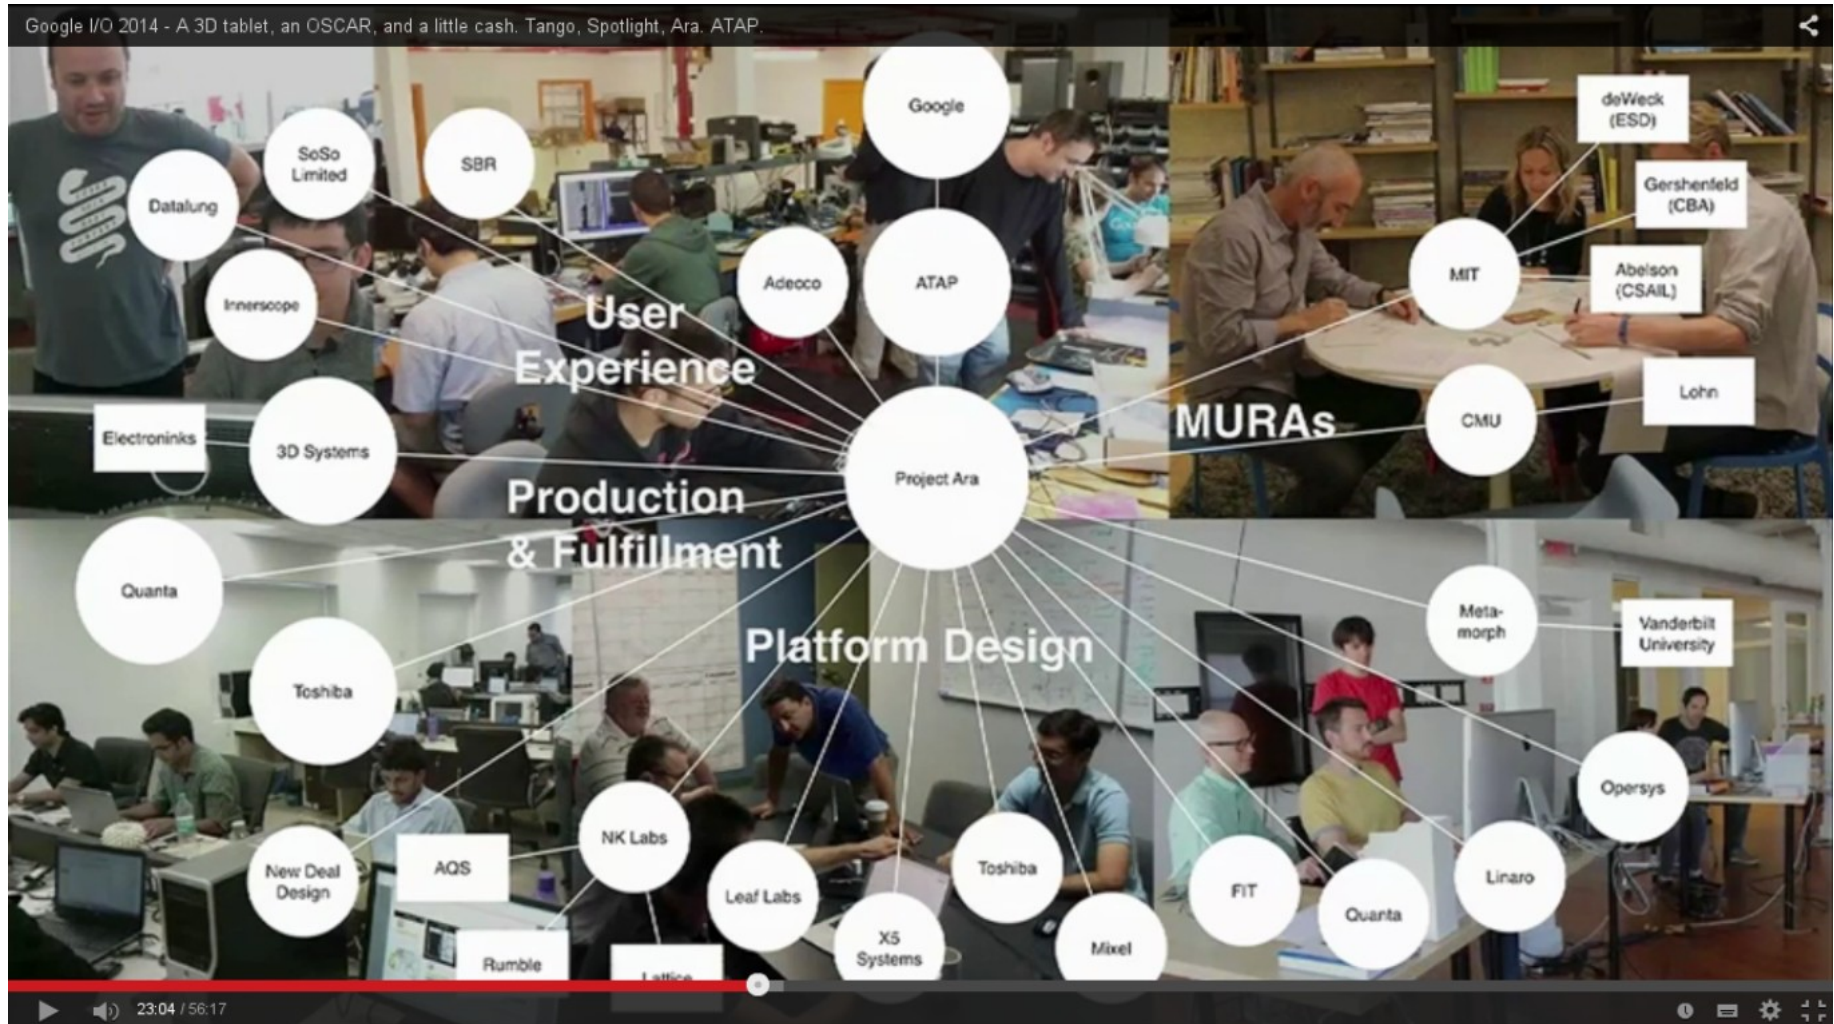 Google I/O 2014 - A 3D tablet, an OSCAR, and a little cash. Tango, Spotlight, Ara. ATAP.
Google
deWeck
(ESD)
SoSo
Limited
SBR
Gershenfeld
(CBA)
Datalung
MIT
Abelson
(CSAIL)
Adecco
ATAP
Innerscope
User
Experience
Lohn
MURAs
CMU
Electroninks
3D Systems
Project Ara
Production
& Fulfillment
Quanta
Meta-
morph
Vanderbilt
University
Platform Design
Toshiba
Opersys
NK Labs
New Deal
Design
AQS
Leaf Labs
Toshiba
FIT
Linaro
Quanta
X5
Systems
Mixel
Rumble
Lattice
23:04 / 56:17